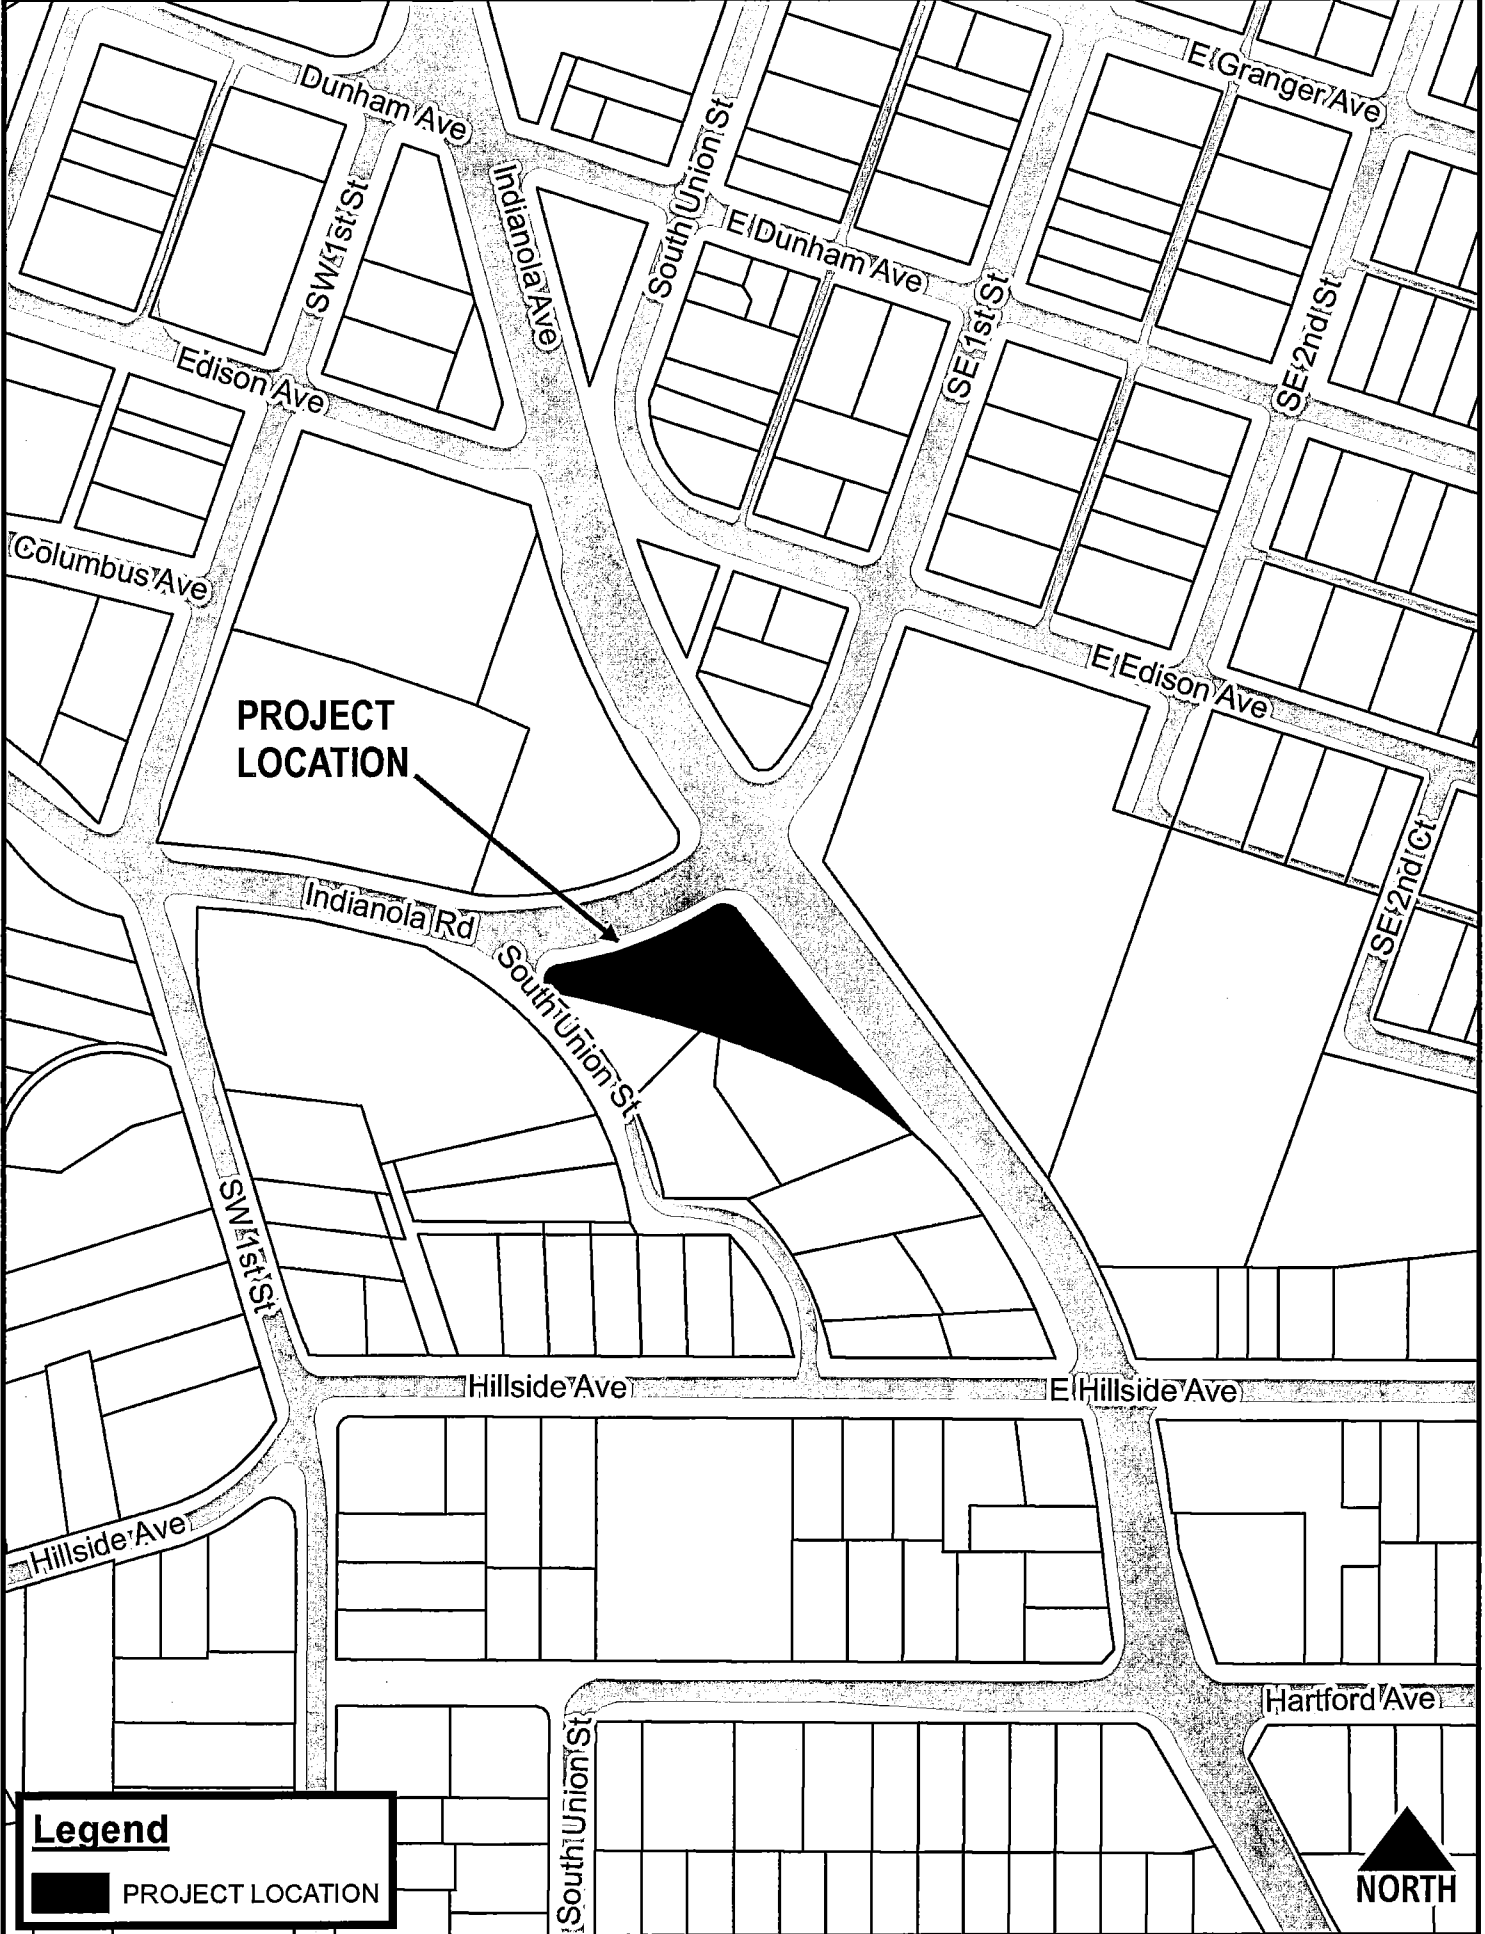 E Granger Ave
Dunham Ave
South Union St
Indianola Ave
SW 1st St
E Dunham Ave
SE 1st St
SE 2nd St
Edison Ave
Columbus Ave
E Edison Ave
PROJECT
LOCATION
SE 2nd Ct
Indianola Rd
South Union St
SW 1st St
Hillside Ave
E Hillside Ave
Hillside Ave
Hartford Ave
South Union St
Legend
PROJECT LOCATION
NORTH